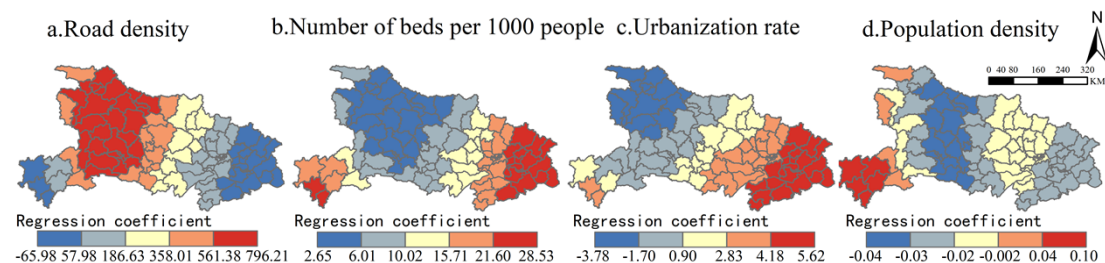 a.Road density
b.Number of beds per 1000 people
c.Urbanization rate
d.Population density
N
0 40 80 160 240 320
KM
Regression coefficient
-65.98 57.98 186.63 358.01 561.38 796.21
Regression coefficient
2.65 6.01 10.02 15.71 21.60 28.53
Regression coefficient
-3.78 -1.70 0.90 2.83 4.18 5.62
Regression coefficient
-0.04 -0.03 -0.02 -0.002 0.04 0.10